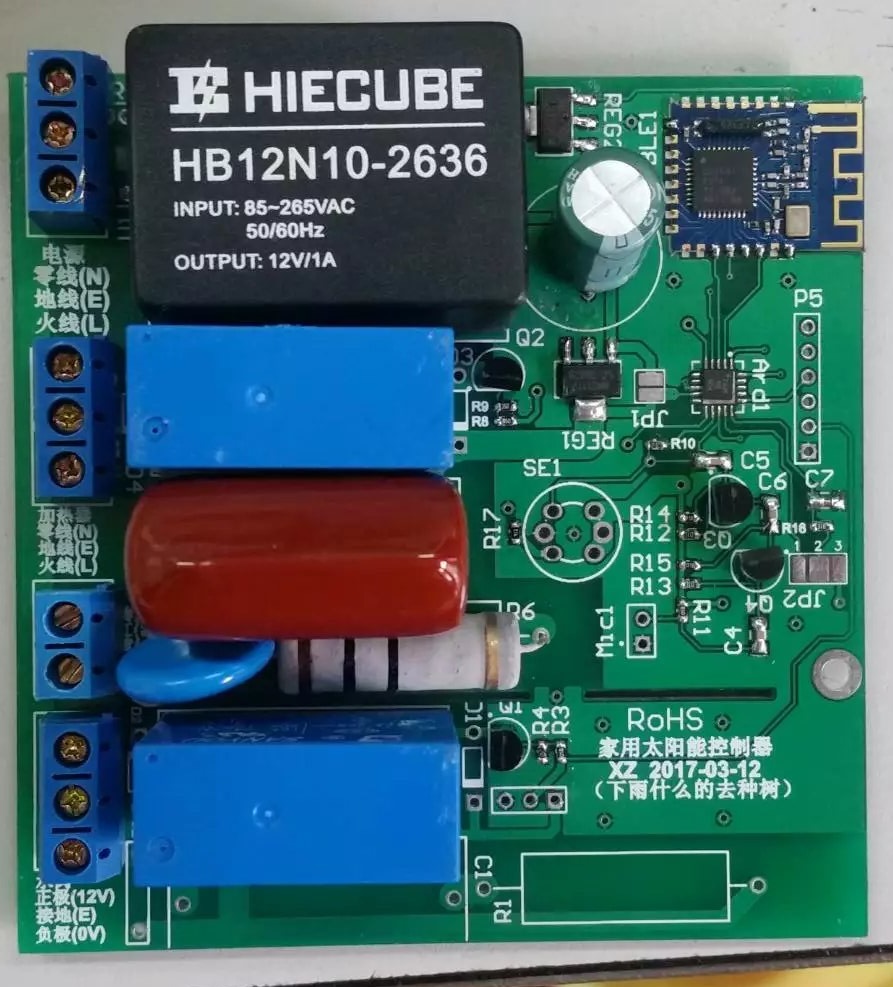 HIECUBE
HB12N10-2636
INPUT: 85~265VAC
50/60Hz
OUTPUT: 12V/1A
REG2
BLE1
电源
零线(N)
地线(E)
火线(L)
P5
Q2
R9
R8
REG1
JP1
Ard1
R10
加热器
零线(N)
地线(E)
火线(L)
SE1
C5
C6
C7
R17
R14
R12
Q3
R16
R15
R13
1 2 3
JP2
Q4
R6
Mic1
R11
C4
Q1
R4
R3
RoHS
家用太阳能控制器
XZ 2017-03-12
(下雨什么的去种树)
正极(12V)
接地(E)
负极(0V)
C1
R1